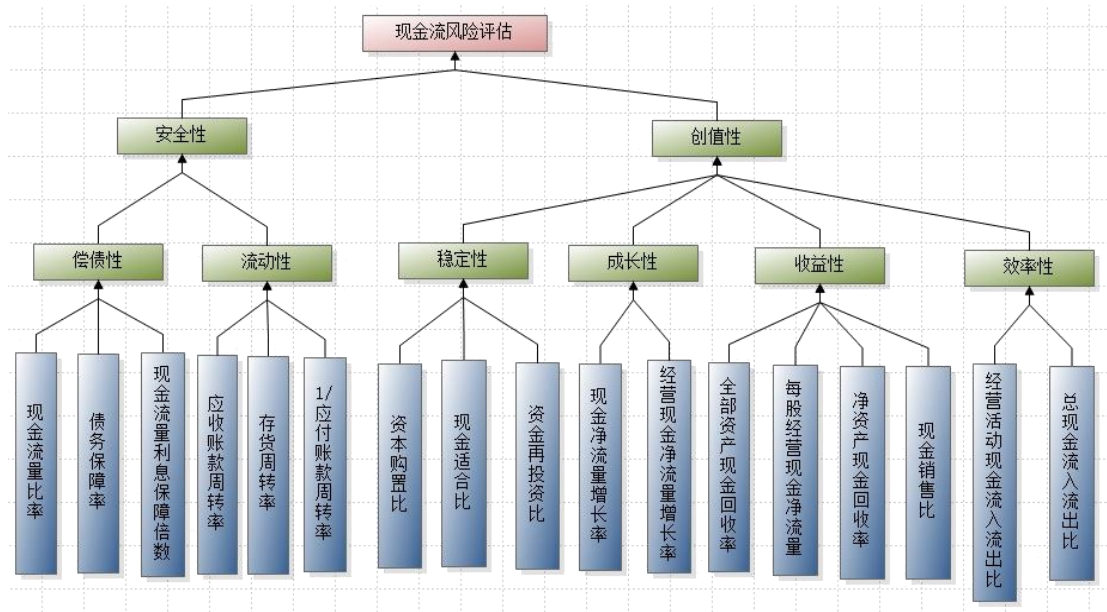 现金流风险评估
安全性
创值性
偿债性
流动性
稳定性
成长性
收益性
效率性
现金流量比率
债务保障率
现金流量利息保障倍数
应收账款周转率
存货周转率
1/应付账款周转率
资本购置比
现金适合比
资金再投资比
现金净流量增长率
经营现金净流量增长率
全部资产现金回收率
每股经营现金净流量
净资产现金回收率
现金销售比
经营活动现金流入流出比
总现金流入流出比